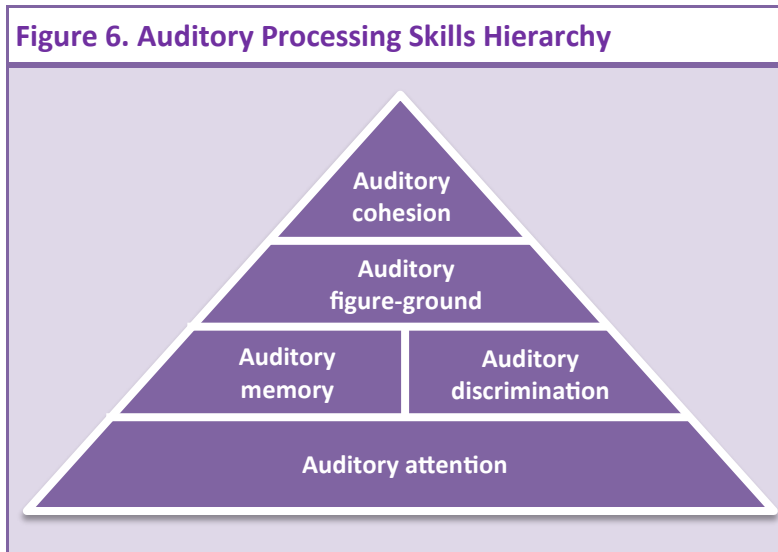 Figure 6. Auditory Processing Skills Hierarchy
Auditory
cohesion
Auditory
figure-ground
Auditory
memory
Auditory
discrimination
Auditory attention